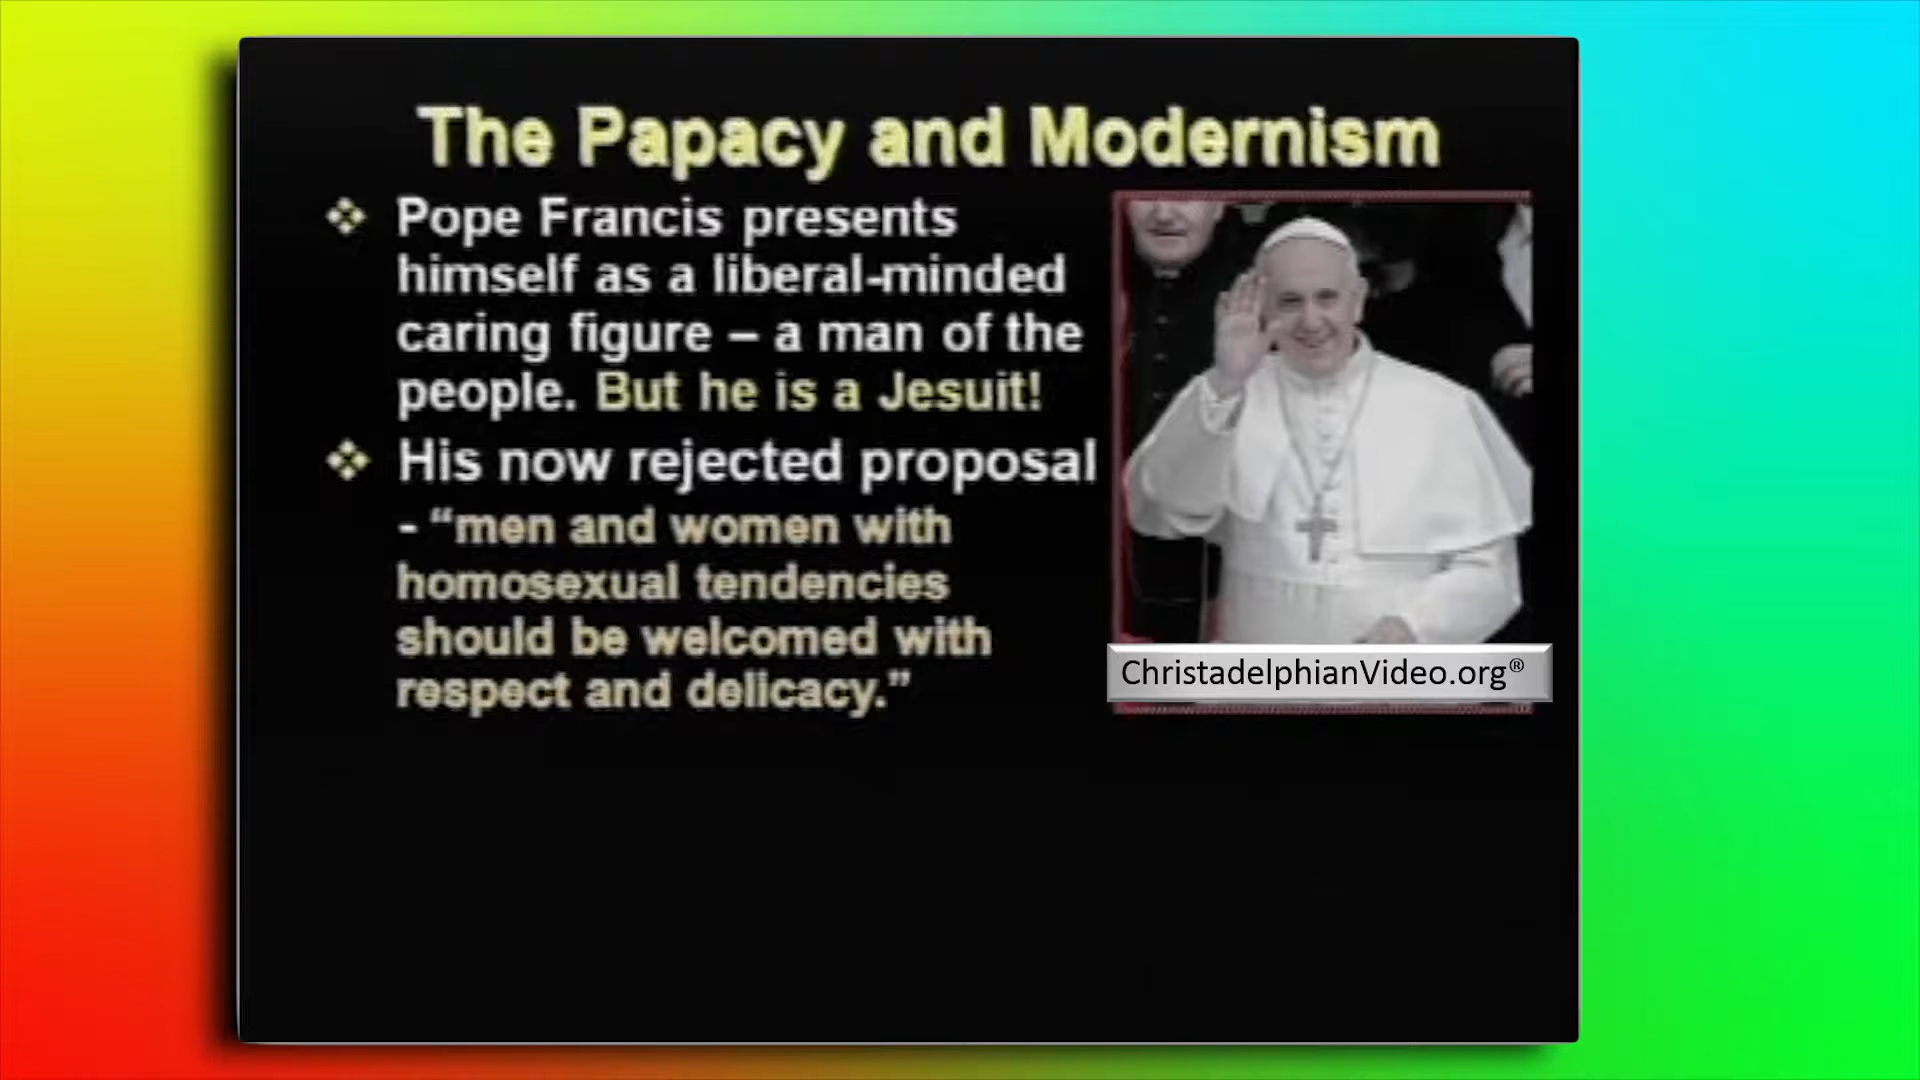 The Papacy and Modernism
Pope Francis presents
himself as a liberal-minded
caring figure – a man of the
people. But he is a Jesuit!
His now rejected proposal
- “men and women with
homosexual tendencies
should be welcomed with
respect and delicacy.”
ChristadelphianVideo.org®